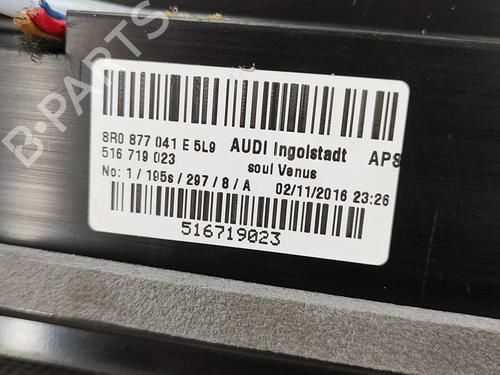 B-PARTS
8R0 877 041 E 5L9 AUDI Ingolstadt APS
516 719 023 soul Venus
No: 1 / 195s / 297 / 8 / A 02/11/2016 23:26
516719023